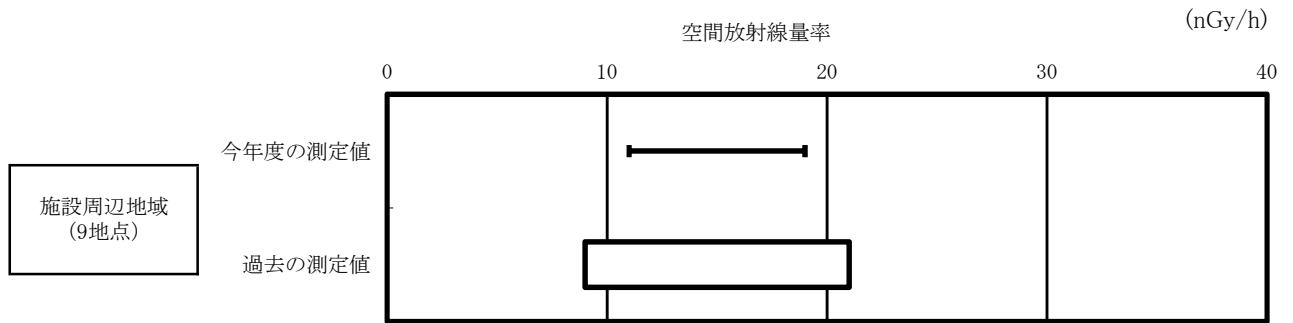 (nGy/h)
空間放射線量率
0 10 20 30 40
今年度の測定値
施設周辺地域
(9地点)
過去の測定値